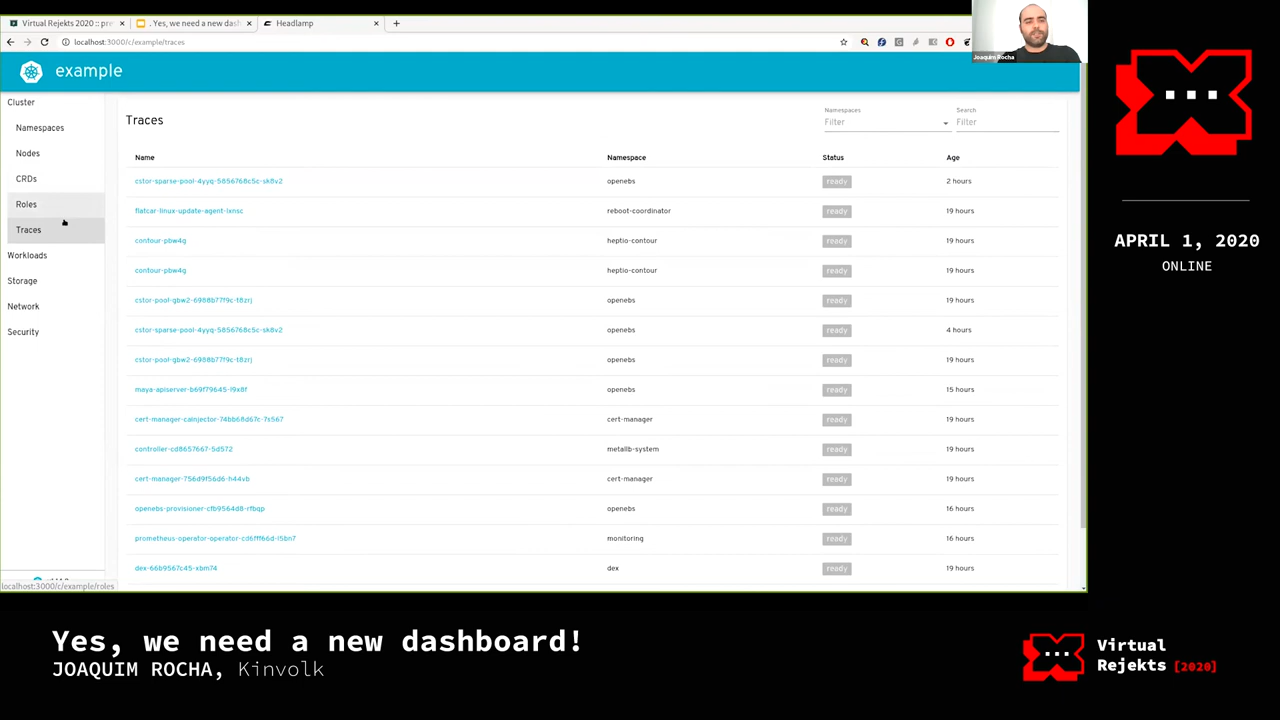 Virtual Rejekts 2020 :: pre
. Yes, we need a new dash
Headlamp
localhost:3000/c/example/traces
Joaquim Rocha
example
Cluster
Namespaces
Nodes
CRDs
Roles
Traces
Workloads
Storage
Network
Security
localhost:3000/c/example/roles
Traces
Namespaces
Filter
Search
Filter
Name Namespace Status Age
cstor-sparse-pool-4yyq-5856768c5c-sk8v2 openebs ready 2 hours
flatcar-linux-update-agent-lxnsc reboot-coordinator ready 19 hours
contour-pbw4g heptio-contour ready 19 hours
contour-pbw4g heptio-contour ready 19 hours
cstor-pool-gbw2-6988b77f9c-t8zrj openebs ready 19 hours
cstor-sparse-pool-4yyq-5856768c5c-sk8v2 openebs ready 4 hours
cstor-pool-gbw2-6988b77f9c-t8zrj openebs ready 19 hours
maya-apiserver-b69f79645-l9x8f openebs ready 15 hours
cert-manager-cainjector-74bb68d67c-7s567 cert-manager ready 19 hours
controller-cd8657667-5d572 metallb-system ready 19 hours
cert-manager-756d9f56d6-h44vb cert-manager ready 19 hours
openebs-provisioner-cfb9564d8-rfbqp openebs ready 16 hours
prometheus-operator-operator-cd6fff66d-l5bn7 monitoring ready 16 hours
dex-66b9567c45-xbm74 dex ready 19 hours
APRIL 1, 2020
ONLINE
Yes, we need a new dashboard!
JOAQUIM ROCHA, Kinvolk
Virtual
Rejekts [2020]